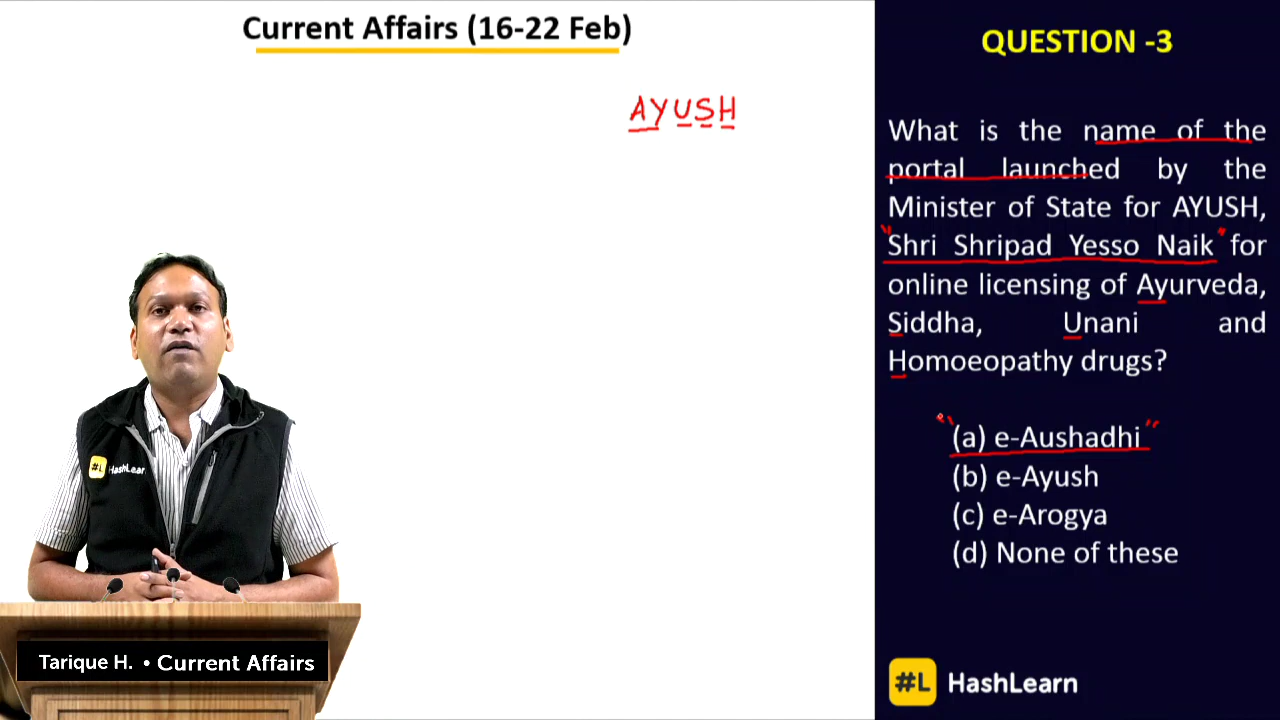 Current Affairs (16-22 Feb)
AYUSH
QUESTION -3
What is the name of the
portal launched by the
Minister of State for AYUSH,
"Shri Shripad Yesso Naik" for
online licensing of Ayurveda,
Siddha, Unani and
Homoeopathy drugs?
"(a) e-Aushadhi"
(b) e-Ayush
(c) e-Arogya
(d) None of these
#L HashLearn
Tarique H. • Current Affairs
#L HashLearn